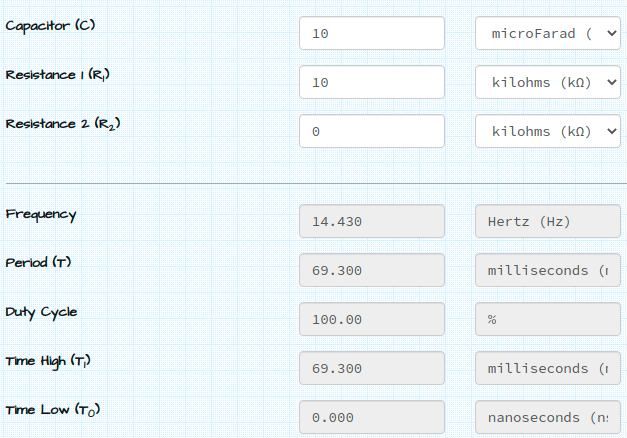 Capacitor (C) 10 microFarad (
Resistance 1 (R1) 10 kilohms (kΩ)
Resistance 2 (R2) 0 kilohms (kΩ)
Frequency 14.430 Hertz (Hz)
Period (T) 69.300 milliseconds (
Duty Cycle 100.00 %
Time High (T1) 69.300 milliseconds (
Time Low (T0) 0.000 nanoseconds (n